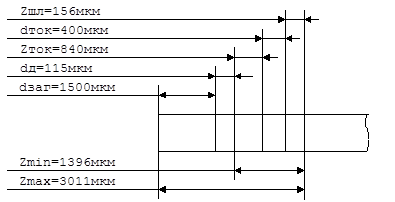 Zшл=156мкм
dток=400мкм
Zток=840мкм
dд=115мкм
dзаг=1500мкм
Zmin=1396мкм
Zmax=3011мкм